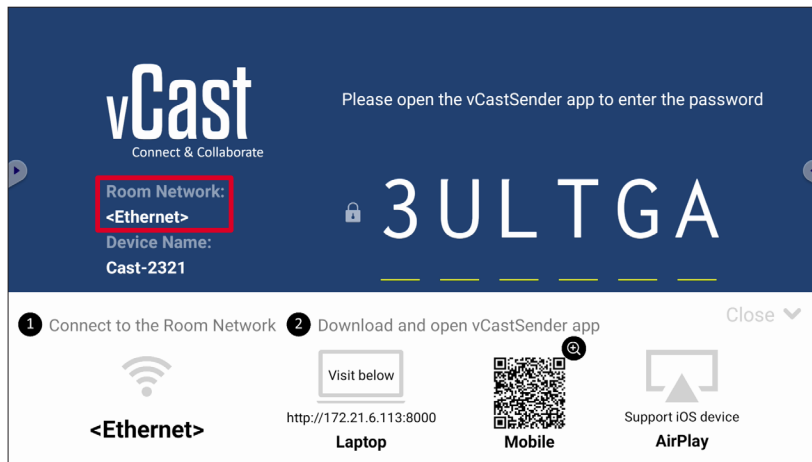 vCast
Connect & Collaborate
Please open the vCastSender app to enter the password
Room Network:
<Ethernet>
3ULTGA
Device Name:
Cast-2321
1 Connect to the Room Network
2 Download and open vCastSender app
Close
<Ethernet>
Visit below
http://172.21.6.113:8000
Laptop
Mobile
Support iOS device
AirPlay